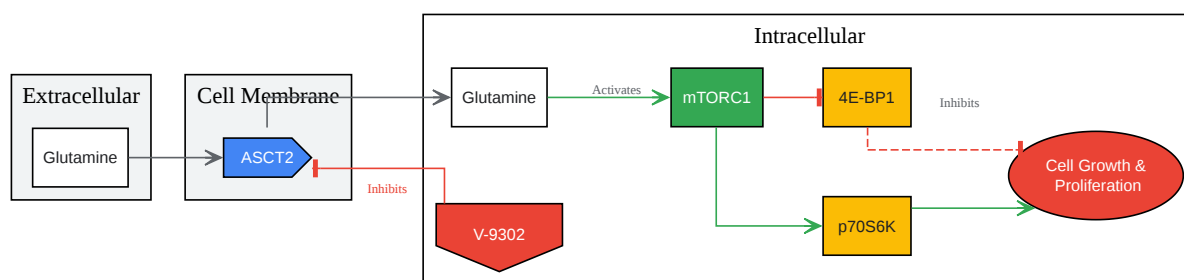 Intracellular
Extracellular
Cell Membrane
Glutamine
ASCT2
Inhibits
V-9302
Glutamine
Activates
mTORC1
4E-BP1
Inhibits
p70S6K
Cell Growth &
Proliferation